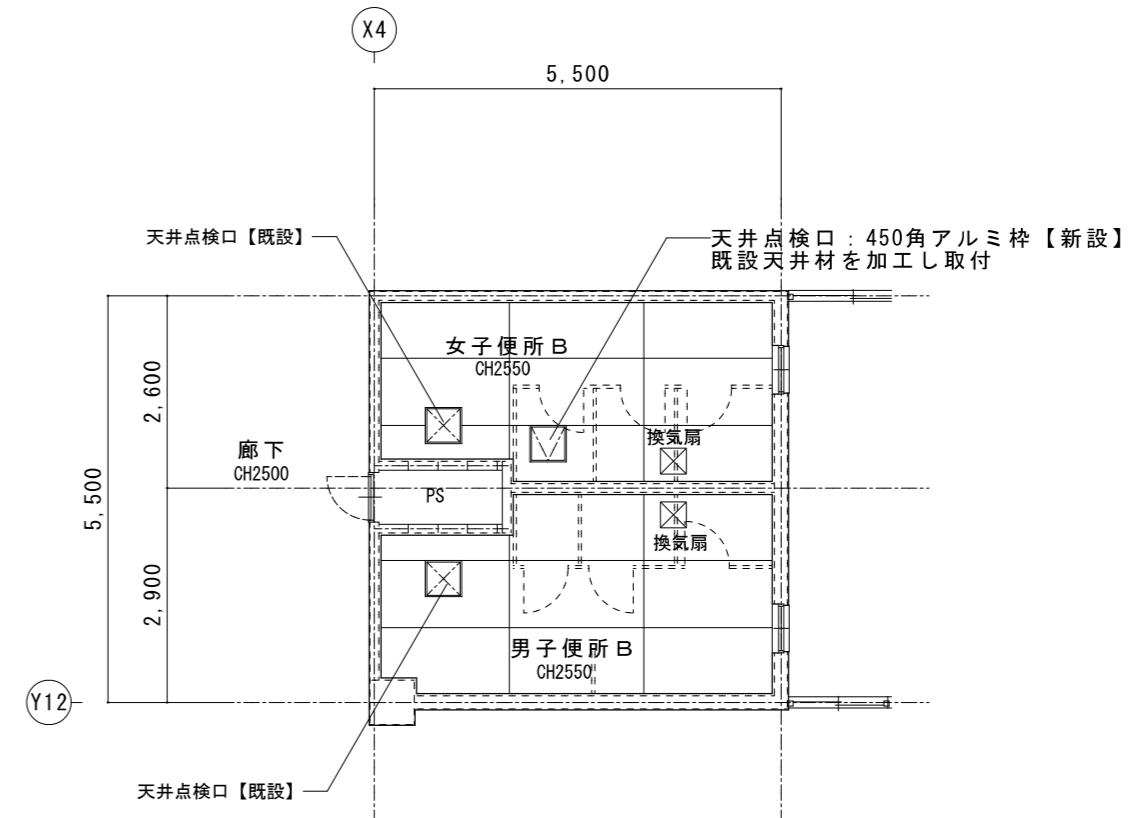 X4
5,500
天井点検口【既設】
天井点検口:450角アルミ枠【新設】
既設天井材を加工し取付
女子便所B
CH2550
2,600
廊下
CH2500
換気扇
PS
5,500
換気扇
2,900
男子便所B
CH2550
Y12
天井点検口【既設】